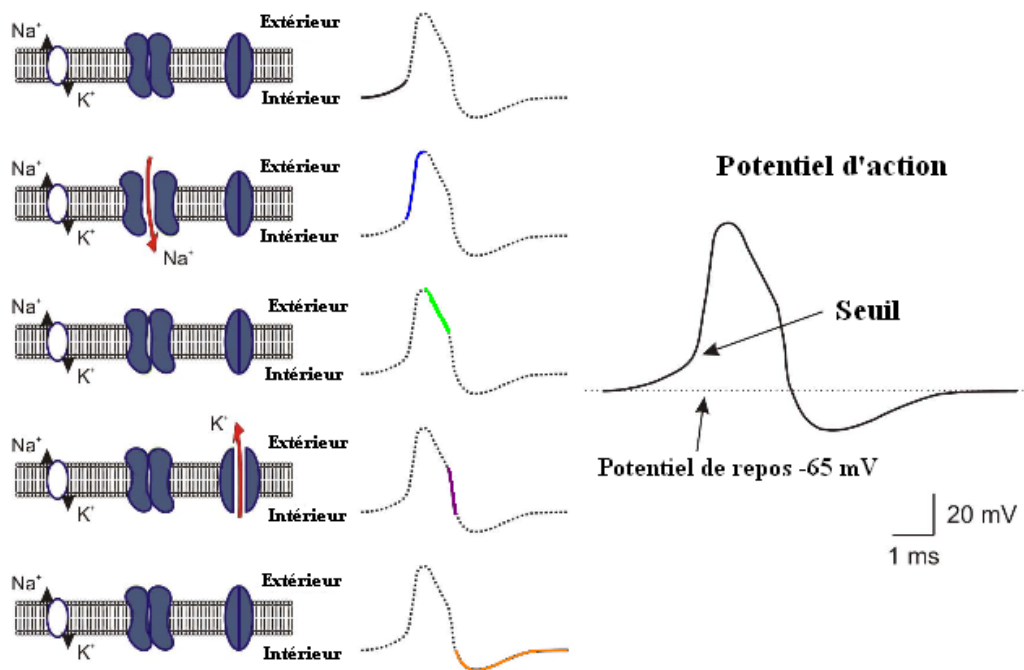 Na⁺
K⁺
Extérieur
Intérieur
Na⁺
K⁺
Na⁺
Extérieur
Intérieur
Na⁺
K⁺
Extérieur
Intérieur
Na⁺
K⁺
K⁺
Extérieur
Intérieur
Na⁺
K⁺
Extérieur
Intérieur
Potentiel d'action
Seuil
Potentiel de repos -65 mV
20 mV
1 ms